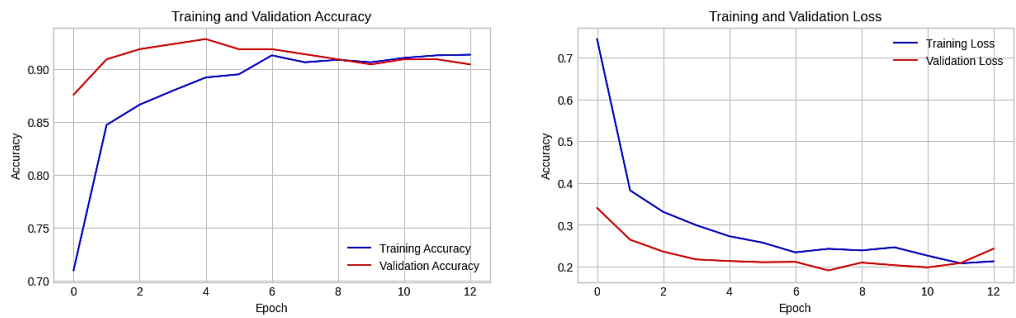 Training and Validation Accuracy
Accuracy
0.90
0.85
0.80
0.75
0.70
0 2 4 6 8 10 12
Epoch
Training Accuracy
Validation Accuracy
Training and Validation Loss
Accuracy
0.7
0.6
0.5
0.4
0.3
0.2
0 2 4 6 8 10 12
Epoch
Training Loss
Validation Loss